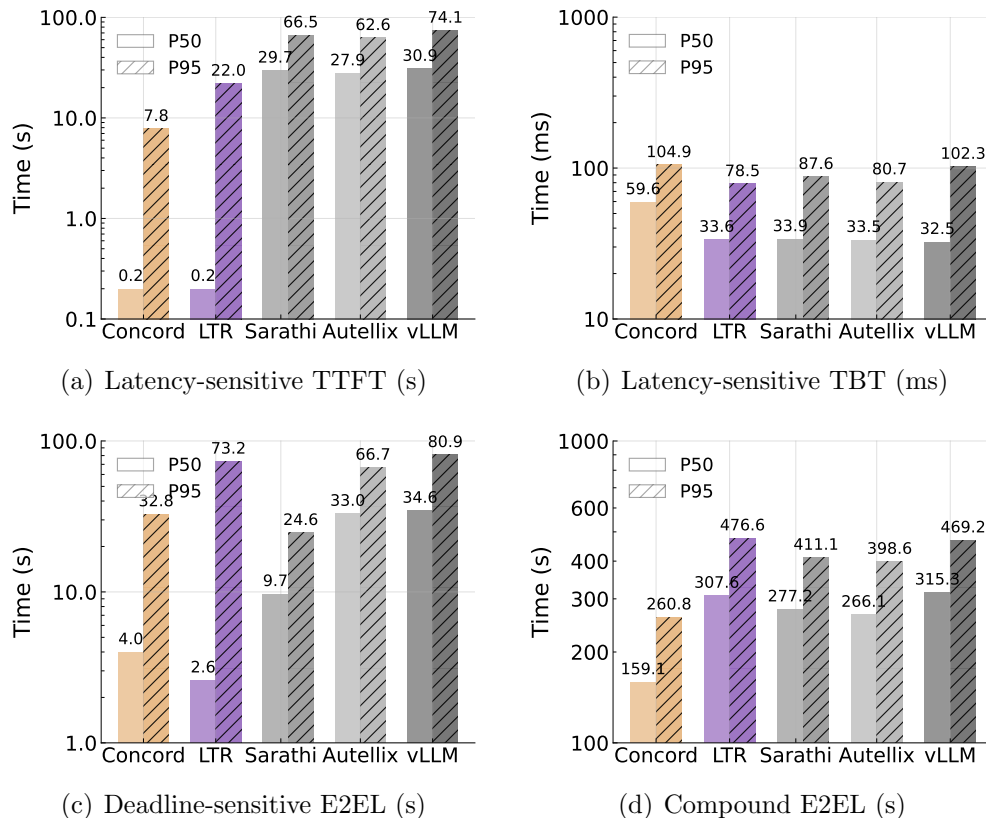 100.0
10.0
1.0
0.1
Time (s)
P50
P95
0.2
7.8
0.2
22.0
29.7
66.5
27.9
62.6
30.9
74.1
Concord LTR Sarathi Autellix vLLM
(a) Latency-sensitive TTFT (s)
1000
100
10
Time (ms)
P50
P95
59.6
104.9
33.6
78.5
33.9
87.6
33.5
80.7
32.5
102.3
Concord LTR Sarathi Autellix vLLM
(b) Latency-sensitive TBT (ms)
100.0
10.0
1.0
Time (s)
P50
P95
4.0
32.8
2.6
73.2
9.7
24.6
33.0
66.7
34.6
80.9
Concord LTR Sarathi Autellix vLLM
(c) Deadline-sensitive E2EL (s)
1000
500
400
300
200
100
Time (s)
P50
P95
159.1
260.8
307.6
476.6
277.2
411.1
266.1
398.6
315.3
469.2
Concord LTR Sarathi Autellix vLLM
(d) Compound E2EL (s)